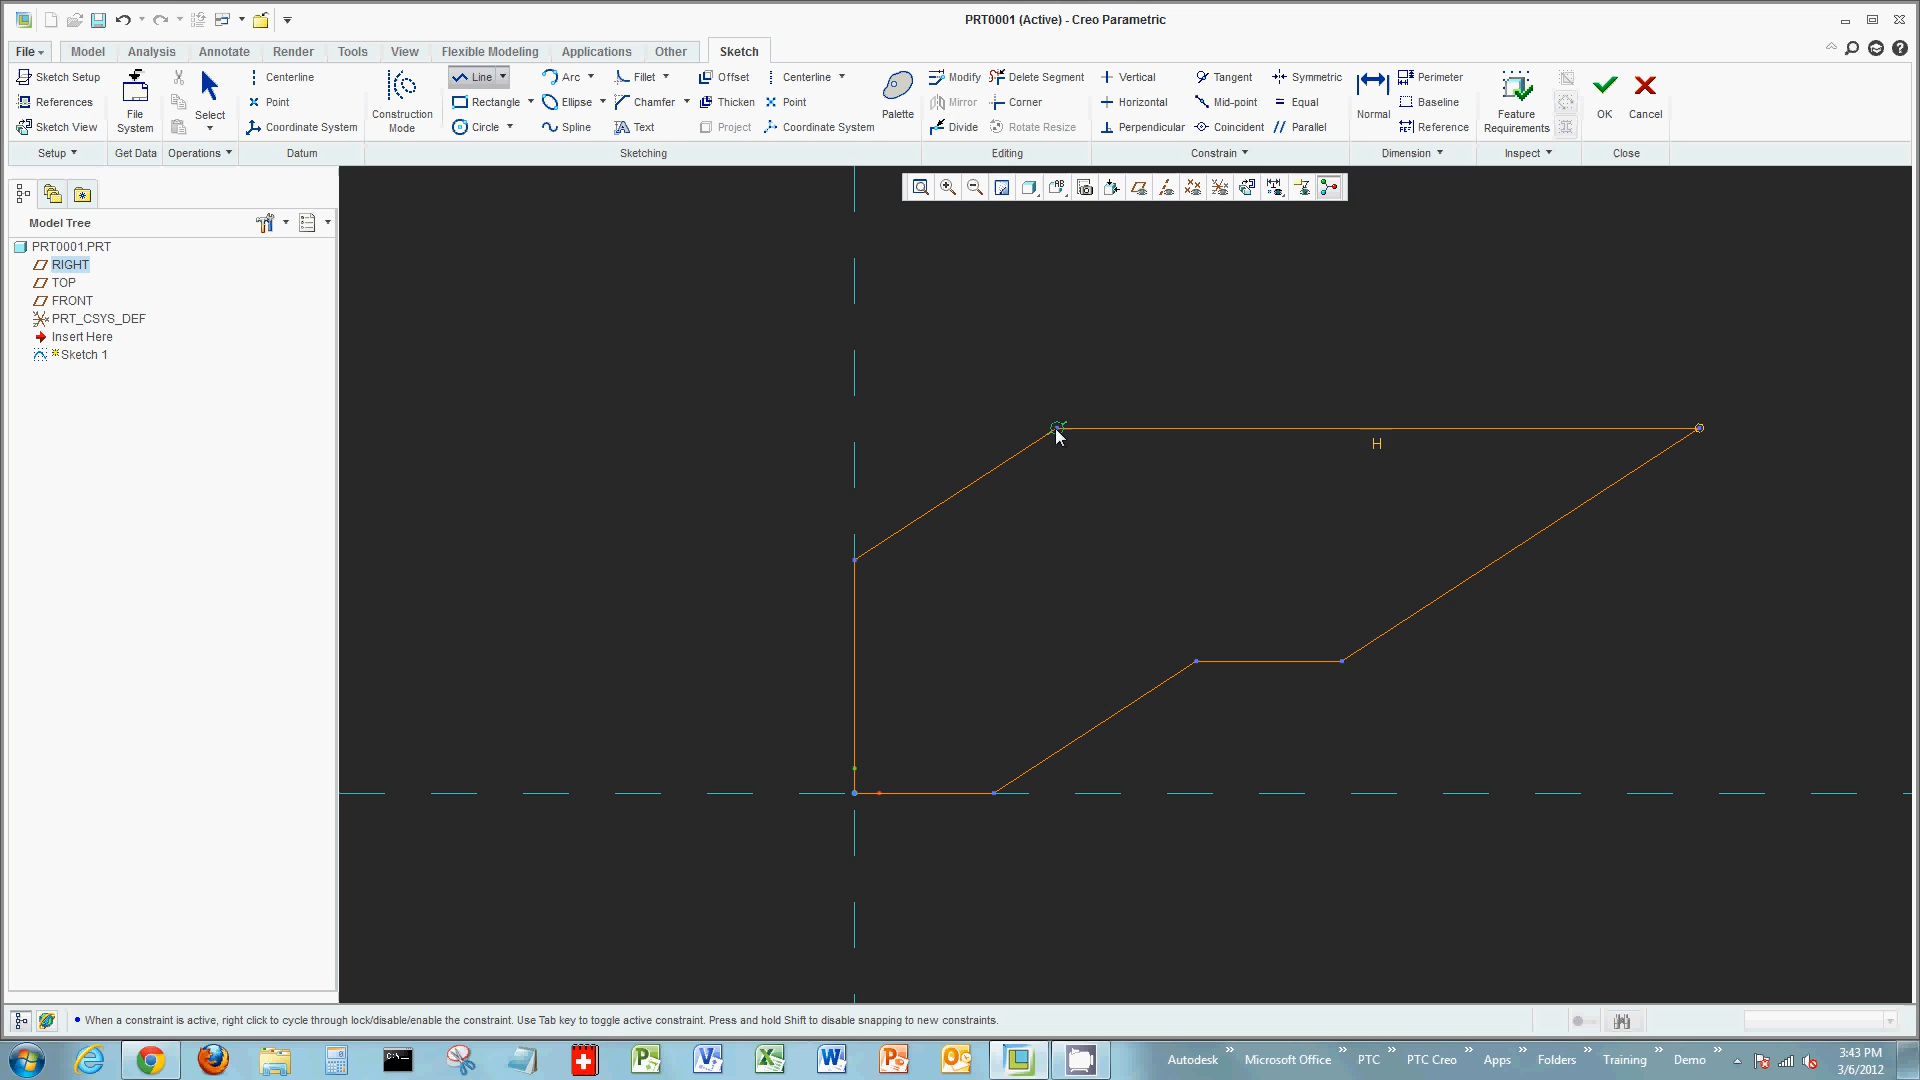 PRT0001 (Active) - Creo Parametric
File Model Analysis Annotate Render Tools View Flexible Modeling Applications Other Sketch
Sketch Setup Centerline Line Arc Fillet Offset Centerline Modify Delete Segment Vertical Tangent Symmetric Perimeter
References Point Rectangle Ellipse Chamfer Thicken Point Mirror Corner Horizontal Mid-point Equal Baseline
Sketch View Coordinate System Circle Spline Text Project Coordinate System Divide Rotate Resize Perpendicular Coincident Parallel Reference
File System Select Construction Mode Palette Normal Feature Requirements OK Cancel
Setup Get Data Operations Datum Sketching Editing Constrain Dimension Inspect Close
Model Tree
PRT0001.PRT
RIGHT
TOP
FRONT
PRT_CSYS_DEF
Insert Here
Sketch 1
H
When a constraint is active, right click to cycle through lock/disable/enable the constraint. Use Tab key to toggle active constraint. Press and hold Shift to disable snapping to new constraints.
Autodesk » Microsoft Office » PTC » PTC Creo » Apps » Folders » Training » Demo »
3:43 PM
3/6/2012